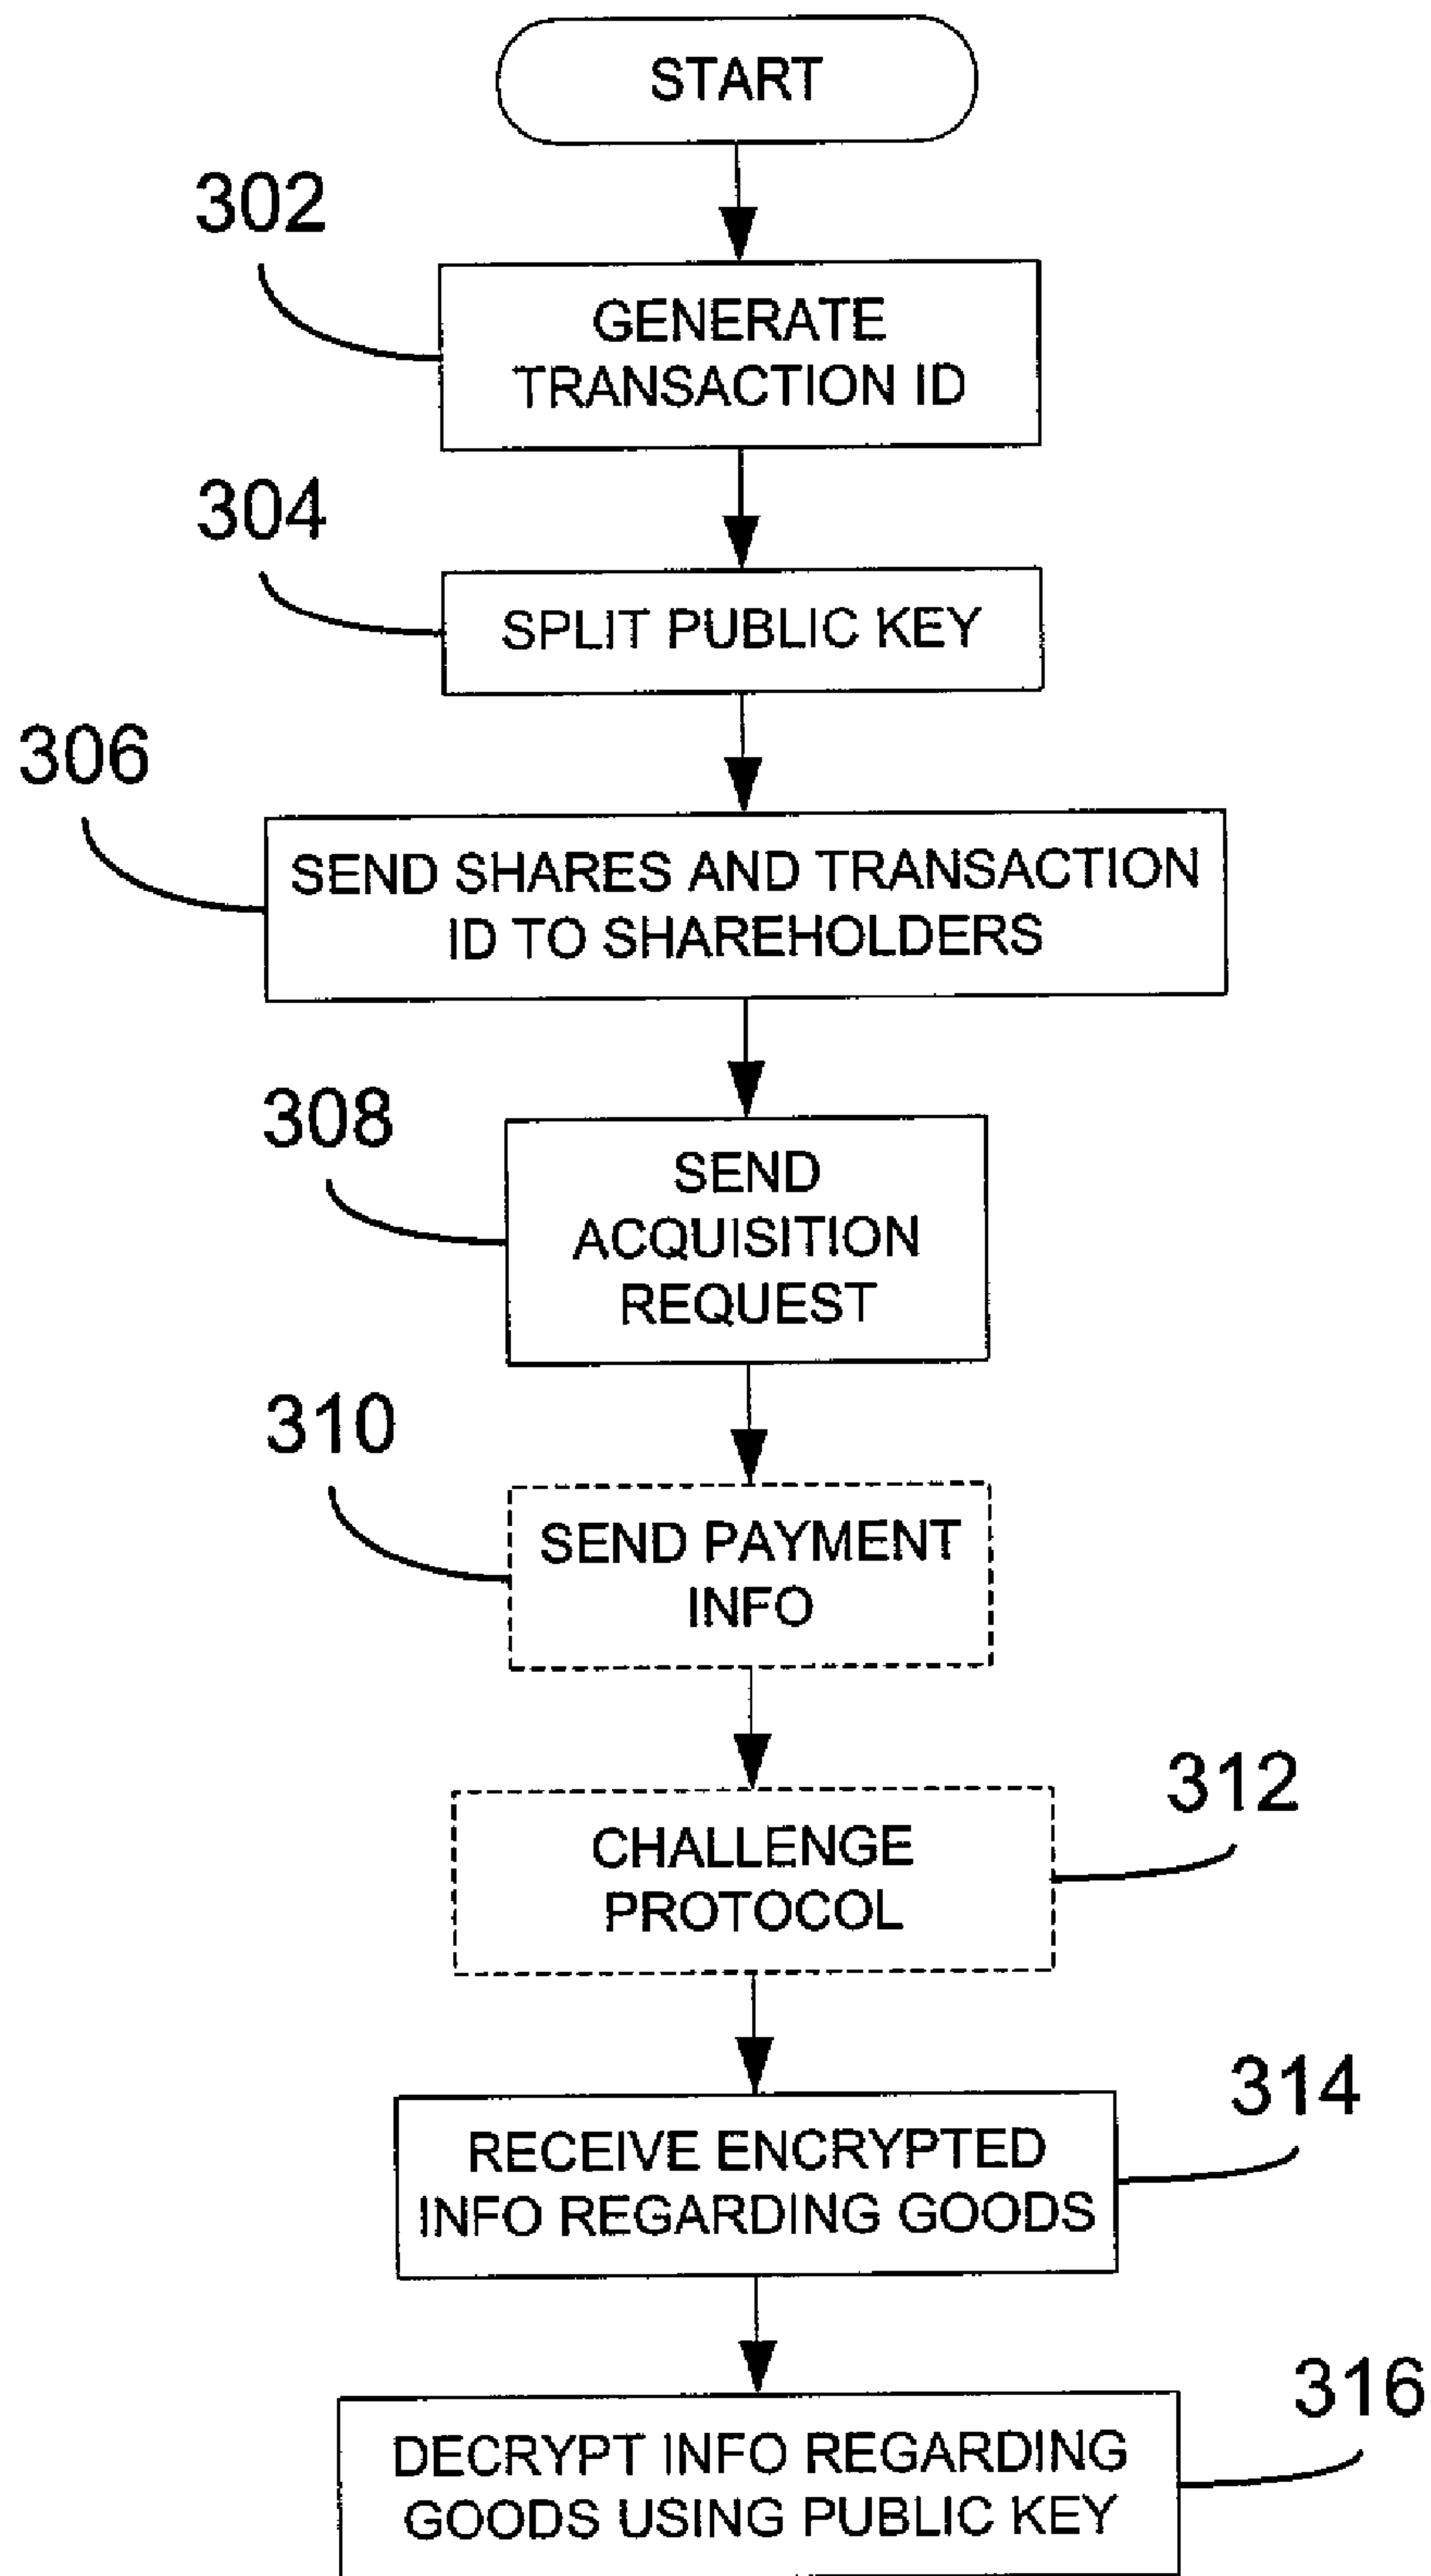 START
302
GENERATE
TRANSACTION ID
304
SPLIT PUBLIC KEY
306
SEND SHARES AND TRANSACTION
ID TO SHAREHOLDERS
308
SEND
ACQUISITION
REQUEST
310
SEND PAYMENT
INFO
312
CHALLENGE
PROTOCOL
314
RECEIVE ENCRYPTED
INFO REGARDING GOODS
316
DECRYPT INFO REGARDING
GOODS USING PUBLIC KEY